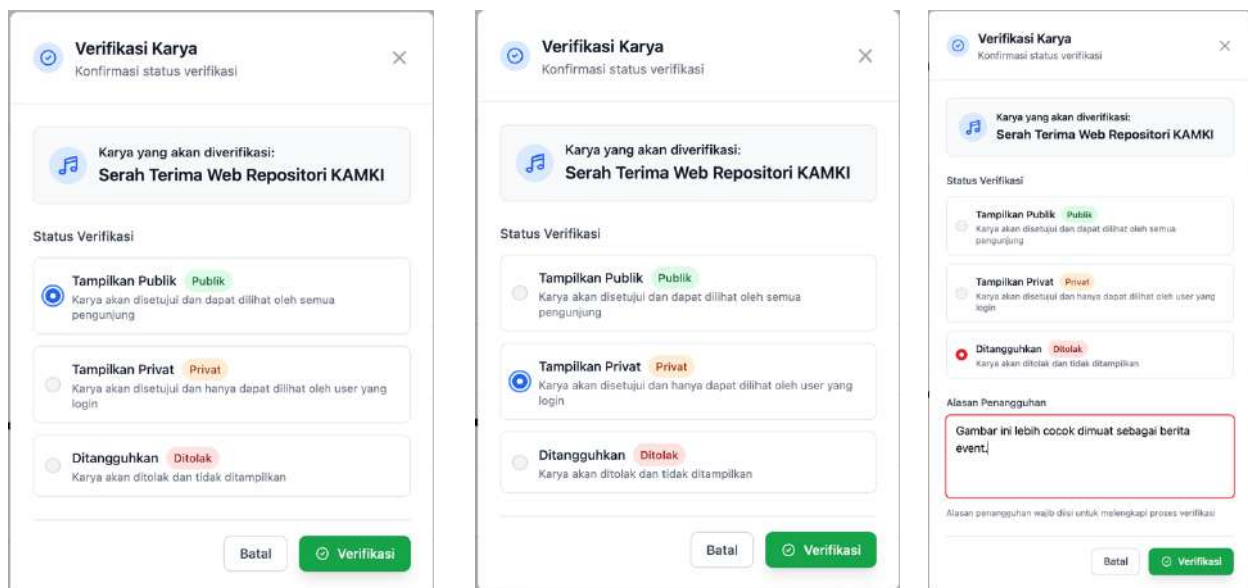 Verifikasi Karya
Konfirmasi status verifikasi
Karya yang akan diverifikasi:
Serah Terima Web Repositori KAMKI
Status Verifikasi
Tampilkan Publik Publik
Karya akan disetujui dan dapat dilihat oleh semua
pengunjung
Tampilkan Privat Privat
Karya akan disetujui dan hanya dapat dilihat oleh user yang
login
Ditangguhkan Ditolak
Karya akan ditolak dan tidak ditampilkan
Batal
Verifikasi
Verifikasi Karya
Konfirmasi status verifikasi
Karya yang akan diverifikasi:
Serah Terima Web Repositori KAMKI
Status Verifikasi
Tampilkan Publik Publik
Karya akan disetujui dan dapat dilihat oleh semua
pengunjung
Tampilkan Privat Privat
Karya akan disetujui dan hanya dapat dilihat oleh user yang
login
Ditangguhkan Ditolak
Karya akan ditolak dan tidak ditampilkan
Batal
Verifikasi
Verifikasi Karya
Konfirmasi status verifikasi
Karya yang akan diverifikasi:
Serah Terima Web Repositori KAMKI
Status Verifikasi
Tampilkan Publik Publik
Karya akan disetujui dan dapat dilihat oleh semua
pengunjung
Tampilkan Privat Privat
Karya akan disetujui dan hanya dapat dilihat oleh user yang
login
Ditangguhkan Ditolak
Karya akan ditolak dan tidak ditampilkan
Alasan Penangguhan
Gambar ini lebih cocok dimuat sebagai berita
event.
Alasan penangguhan wajib diisi untuk melengkapi proses verifikasi
Batal
Verifikasi